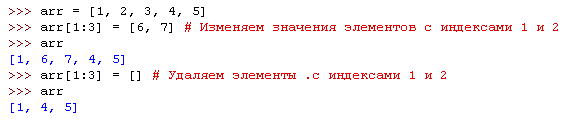 >>> arr = [1, 2, 3, 4, 5]
>>> arr[1:3] = [6, 7] # Изменяем значения элементов с индексами 1 и 2
>>> arr
[1, 6, 7, 4, 5]
>>> arr[1:3] = [] # Удаляем элементы .с индексами 1 и 2
>>> arr
[1, 4, 5]